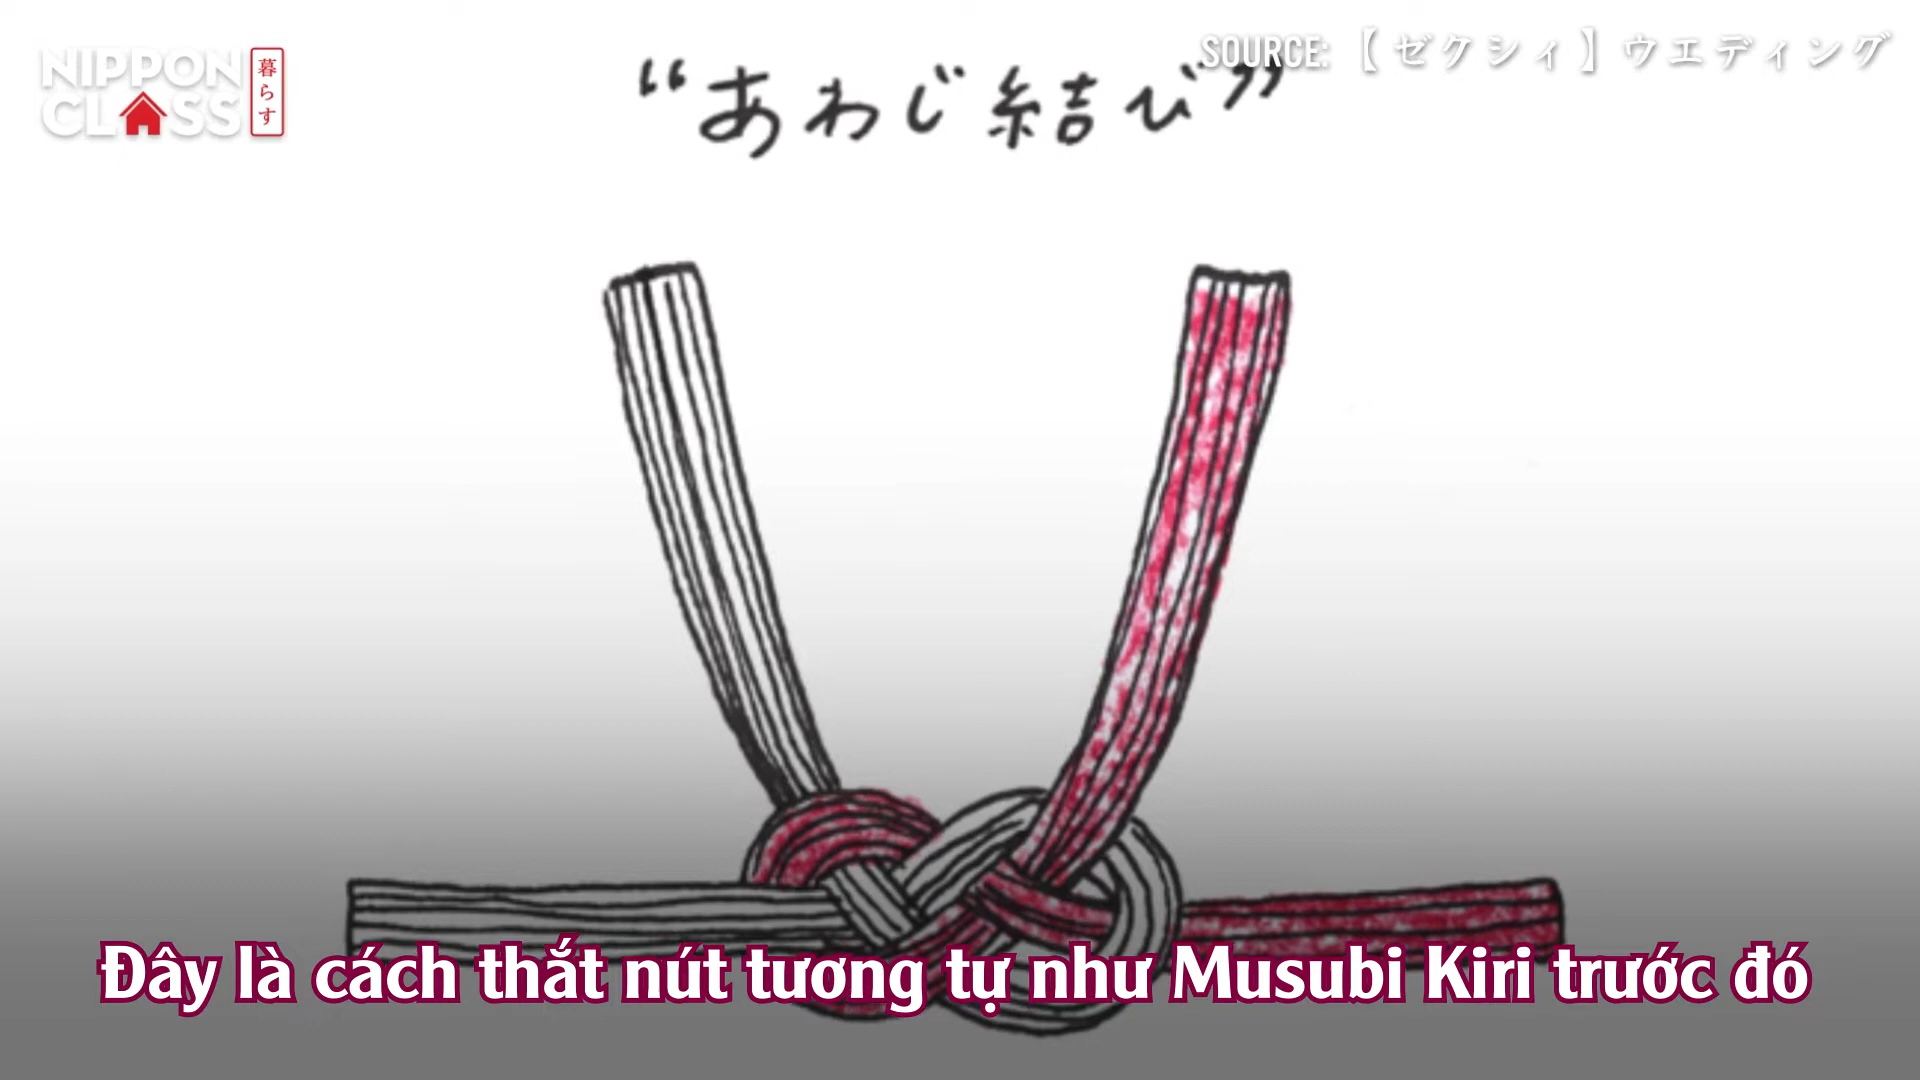 NIPPON
CLASS
暮らす
SOURCE:【ゼクシィ】ウエディング
“あわじ結び”
Đây là cách thắt nút tương tự như Musubi Kiri trước đó